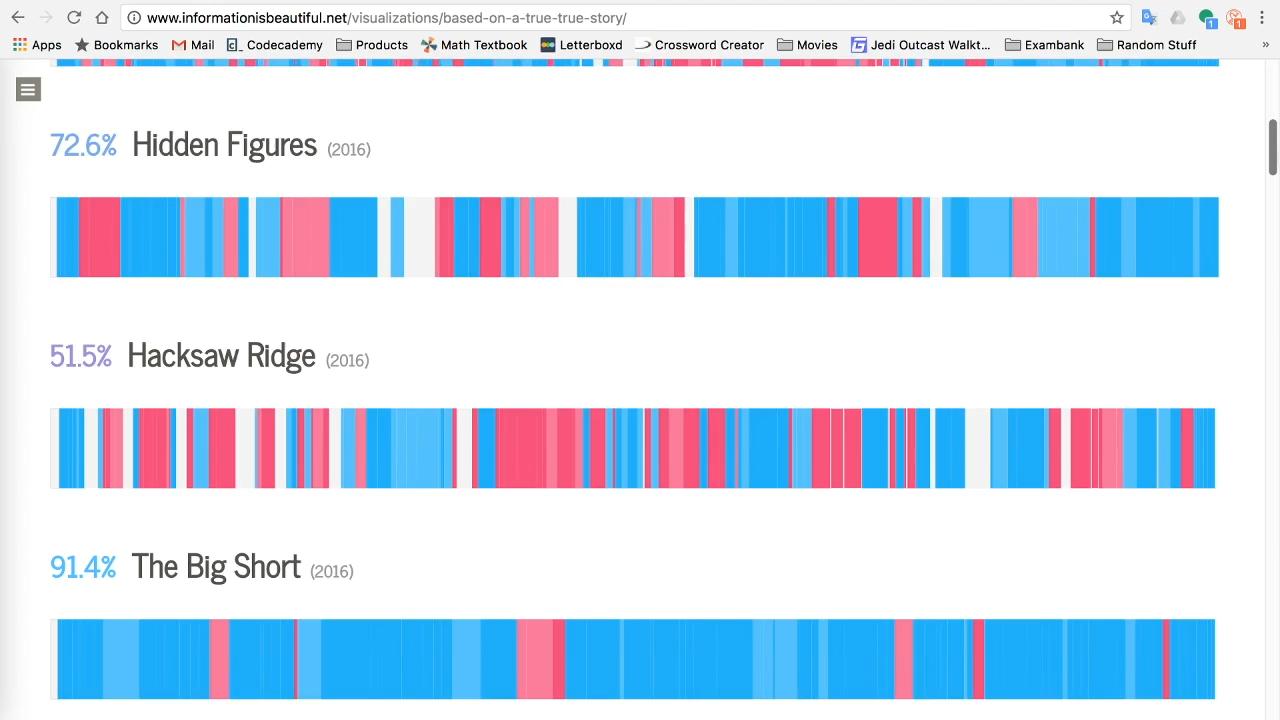 www.informationisbeautiful.net/visualizations/based-on-a-true-true-story/
Apps Bookmarks Mail Codecademy Products Math Textbook Letterboxd Crossword Creator Movies Jedi Outcast Walkt... Exambank Random Stuff »
72.6% Hidden Figures (2016)
51.5% Hacksaw Ridge (2016)
91.4% The Big Short (2016)